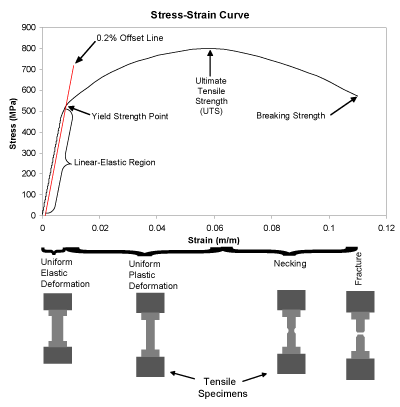 Stress-Strain Curve
900
800
700
600
500
400
300
200
100
0
Stress (MPa)
0.2% Offset Line
Yield Strength Point
Linear-Elastic Region
Ultimate
Tensile
Strength
(UTS)
Breaking Strength
0
0.02
0.04
0.06
0.08
0.1
0.12
Strain (m/m)
Uniform
Elastic
Deformation
Uniform
Plastic
Deformation
Necking
Fracture
Tensile
Specimens